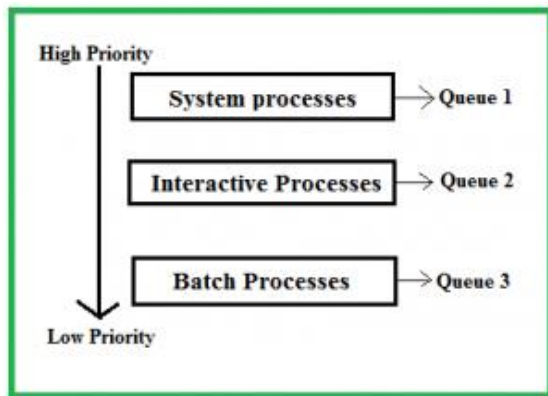 High Priority
System processes
Queue 1
Interactive Processes
Queue 2
Batch Processes
Queue 3
Low Priority